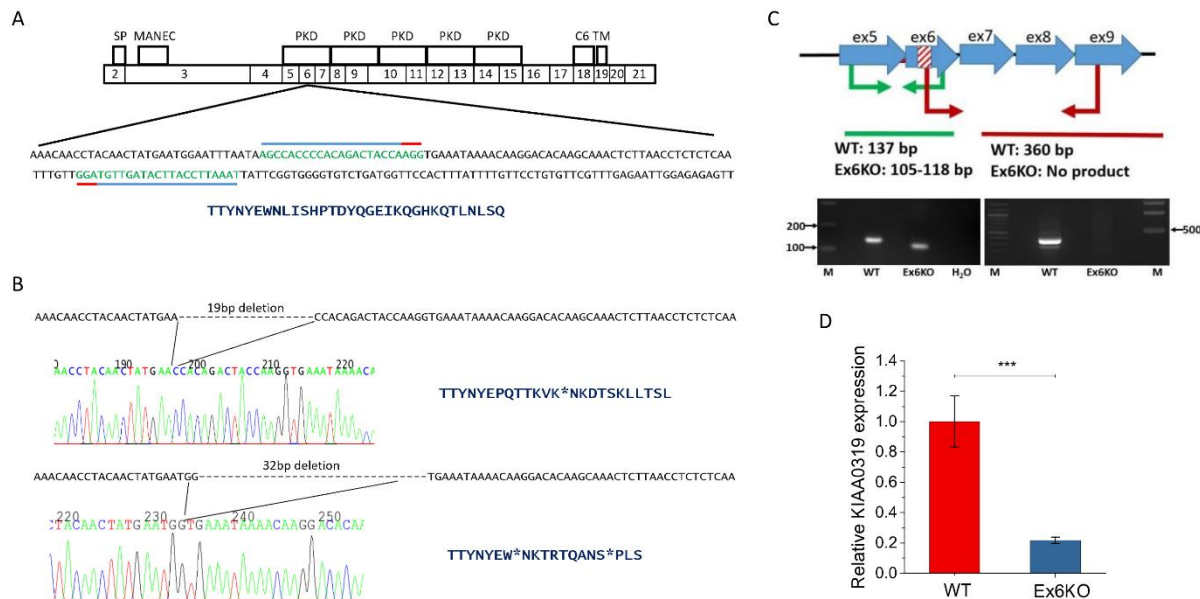 A
SP MANEC PKD PKD PKD PKD PKD C6 TM
2 3 4 5 6 7 8 9 10 11 12 13 14 15 16 17 18 19 20 21
AAACAACCTACAACTATGAATGGAATTTAATAAGCCACCCCACAGACTACCAAGGTGAAATAAAACAAGGACACAAGCAAACTCTTAACCTCTCTCAA
TTTGTTGGATGTTGATACTTACCTTAAATTATTCGGTGGGGTGTCTGATGGTTCCACTTTATTTTGTTCCTGTGTTCGTTTGAGAATTGGAGAGAGTT
TTYNYEWNLISHPTDYQGEIKQGHKQTLNLSQ
B
19bp deletion
AAACAACCTACAACTATGAA CCACAGACTACCAAGGTGAAATAAAACAAGGACACAAGCAAACTCTTAACCTCTCTCAA
190 200 210 220
AACCTACAACTATGAACCACAGACTACCAAGGTGAAATAAAACA
TTYNYEPQTTKVK*NKDTSKLLTSL
32bp deletion
AAACAACCTACAACTATGAATGG TGAAATAAAACAAGGACACAAGCAAACTCTTAACCTCTCTCAA
220 230 240 250
TACAACTATGAATGGTGAAATAAAACAAGGACACAA
TTYNYEW*NKTRTQANS*PLS
C
ex5 ex6 ex7 ex8 ex9
WT: 137 bp WT: 360 bp
Ex6KO: 105-118 bp Ex6KO: No product
200
100
500
M WT Ex6KO H₂O M WT Ex6KO M
D
Relative KIAA0319 expression
1.4
1.2
1.0
0.8
0.6
0.4
0.2
0.0
***
WT Ex6KO